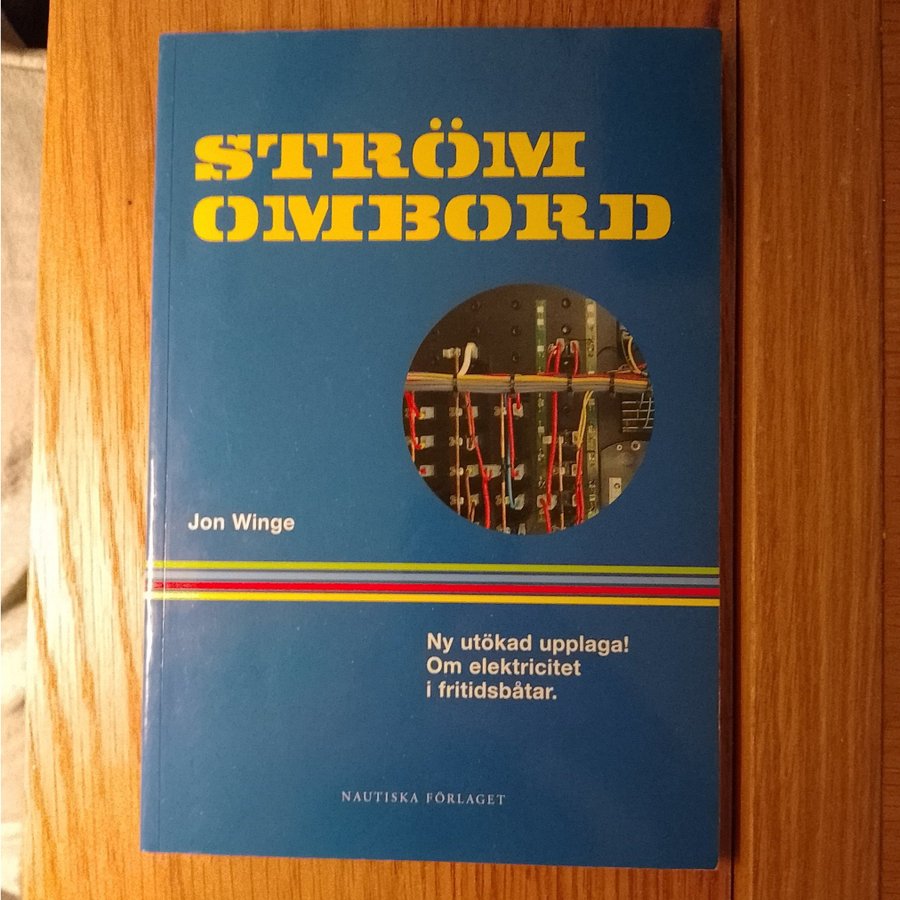 STRÖM
OMBORD
Jon Winge
Ny utökad upplaga!
Om elektricitet
i fritidsbåtar.
NAUTISKA FÖRLAGET